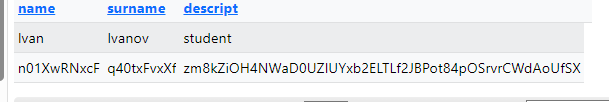 name surname descript
Ivan Ivanov student
n01XwRNxcF q40txFvxXf zm8kZiOH4NWaD0UZIUYxb2ELTLf2JBPot84pOSrvrCWdAoUfSX